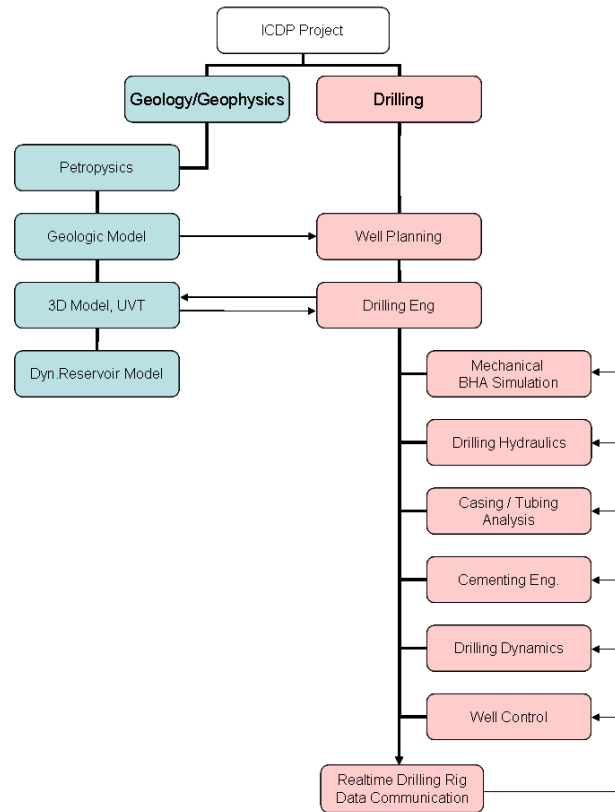 ICDP Project
Geology/Geophysics
Drilling
Petropysics
Geologic Model
Well Planning
3D Model, UVT
Drilling Eng
Dyn.Reservoir Model
Mechanical
BHA Simulation
Drilling Hydraulics
Casing / Tubing
Analysis
Cementing Eng.
Drilling Dynamics
Well Control
Realtime Drilling Rig
Data Communication